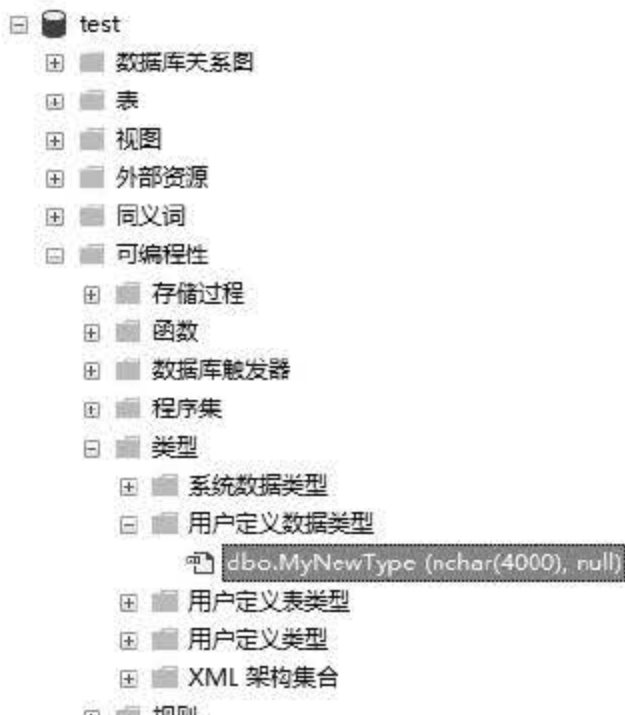 test
数据库关系图
表
视图
外部资源
同义词
可编程性
存储过程
函数
数据库触发器
程序集
类型
系统数据类型
用户定义数据类型
dbo.MyNewType (nchar(4000), null)
用户定义表类型
用户定义类型
XML 架构集合
规则